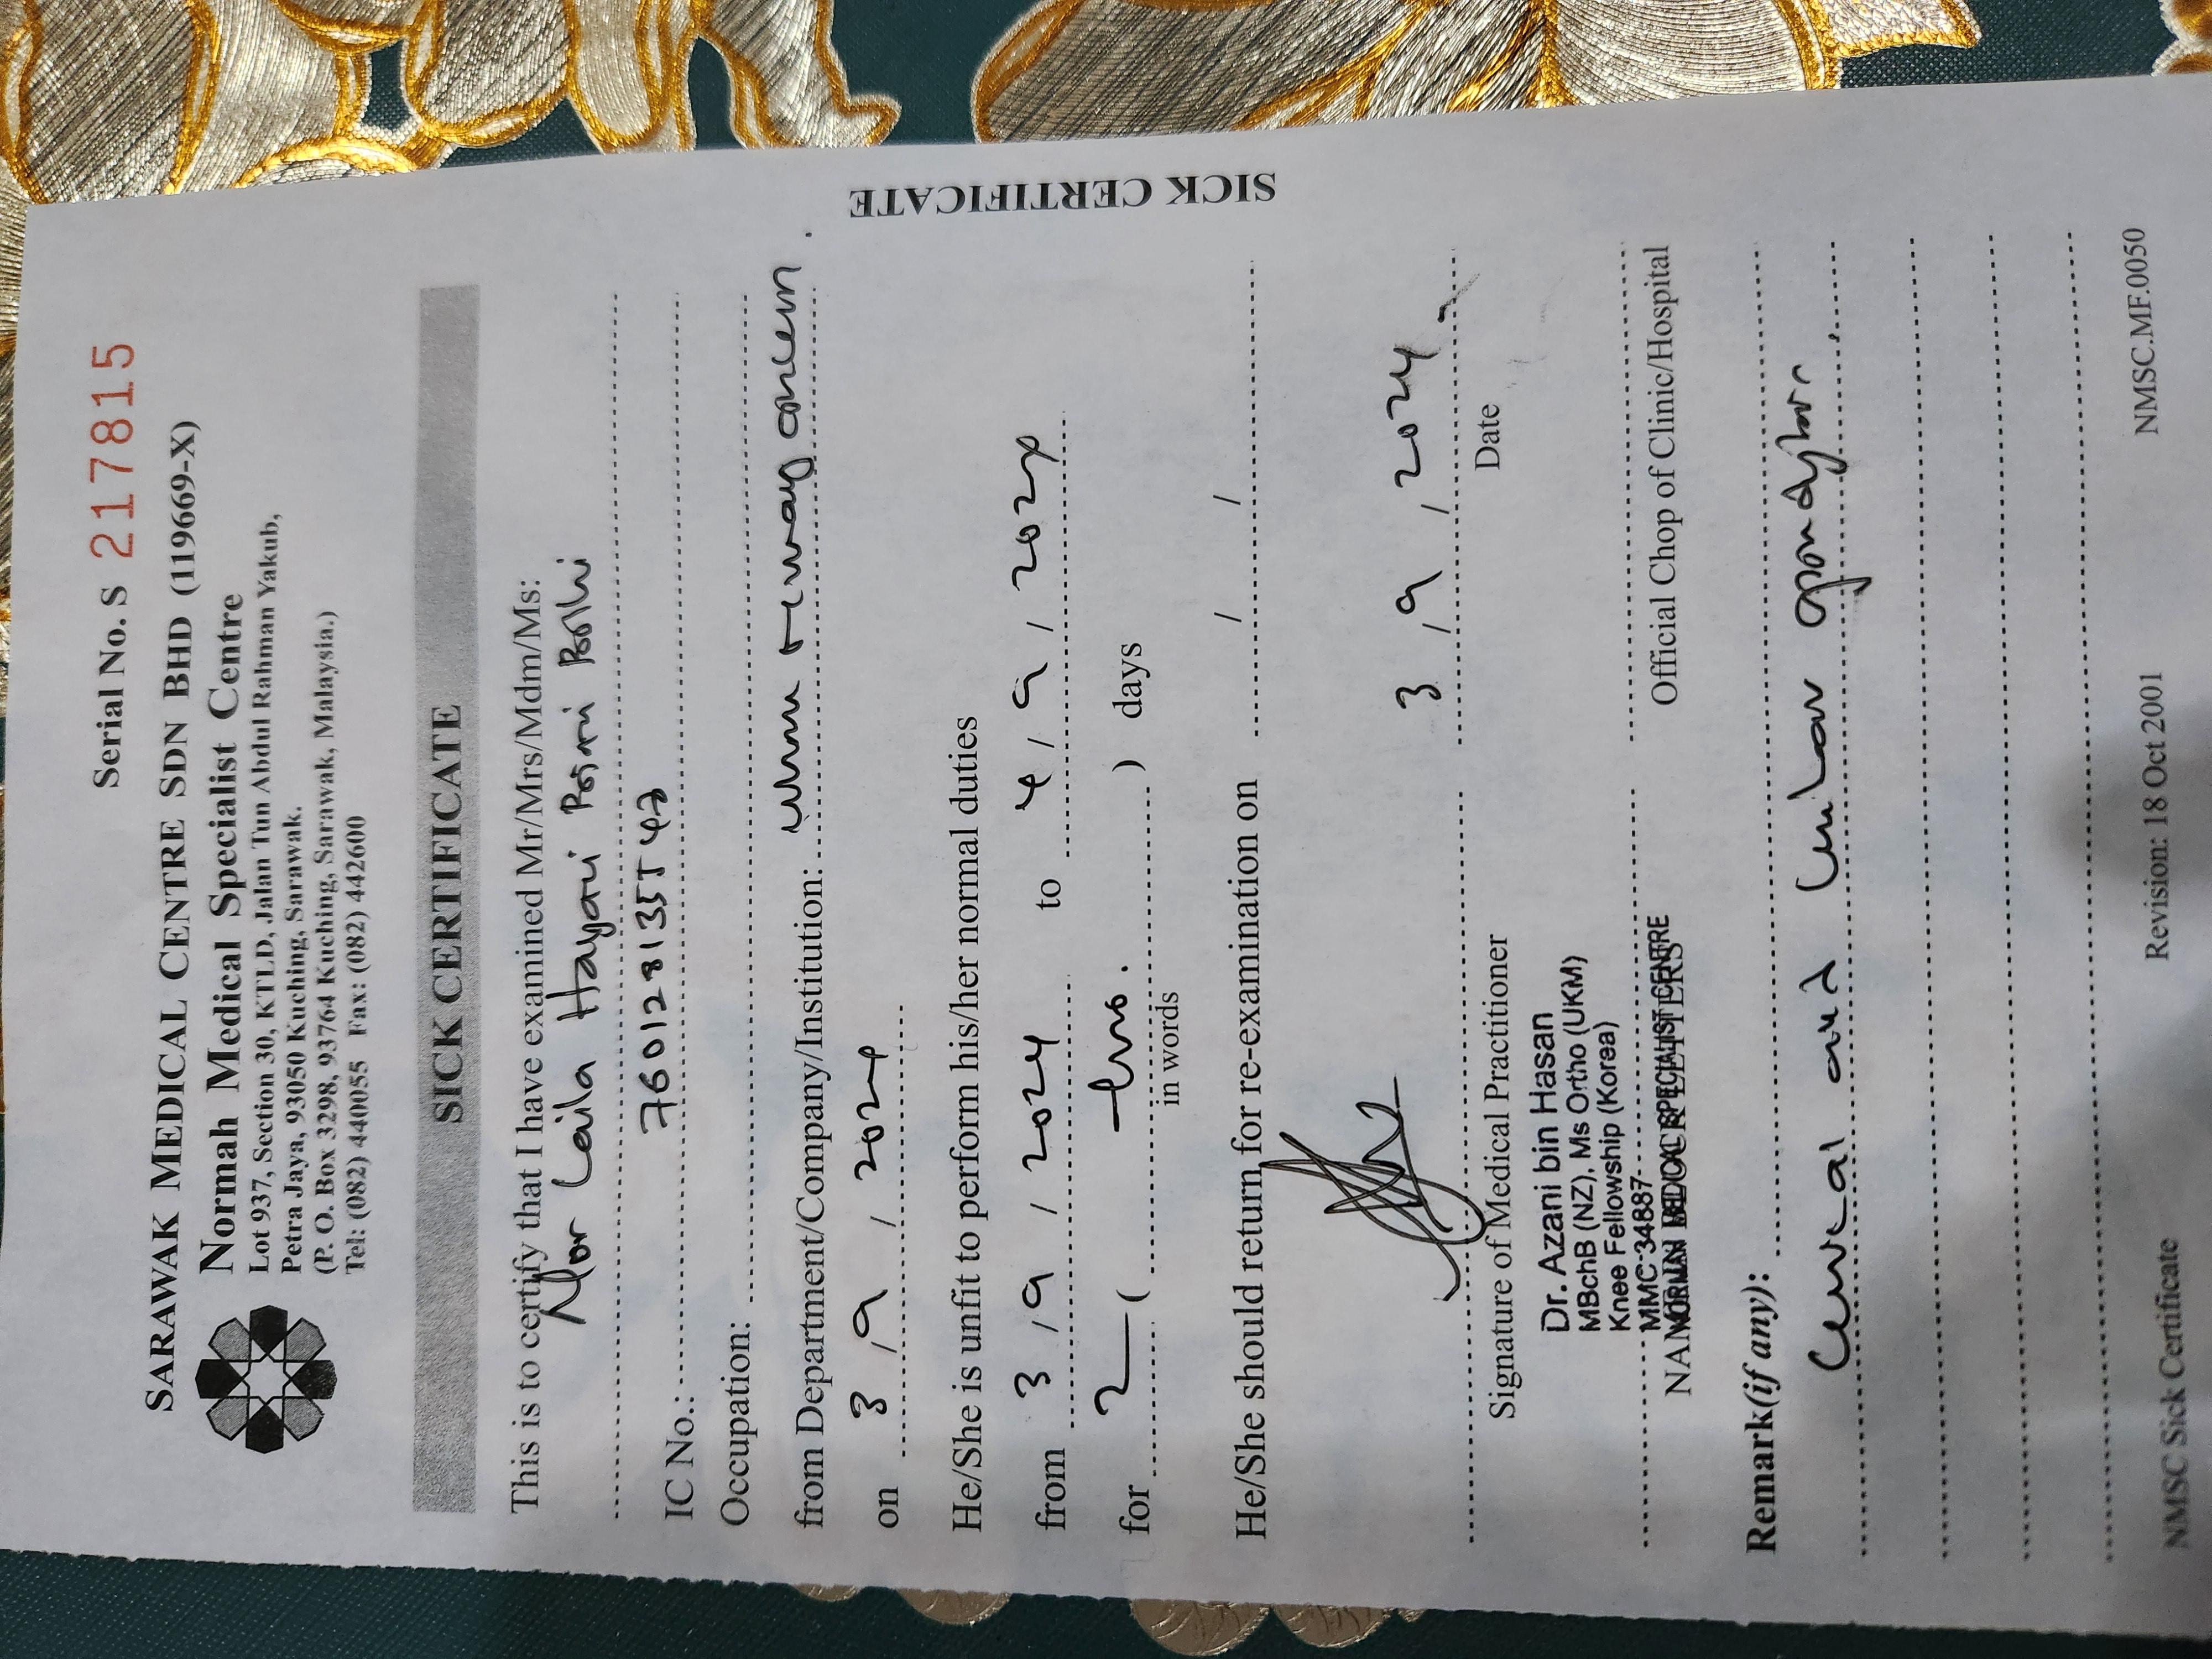 Serial No. S 217815
SARAWAK MEDICAL CENTRE SDN BHD (119669-X)
Normah Medical Specialist Centre
Lot 937, Section 30, KTLD, Jalan Tun Abdul Rahman Yakub,
Petra Jaya, 93050 Kuching, Sarawak.
(P. O. Box 3298, 93764 Kuching, Sarawak, Malaysia.)
Tel: (082) 440055 Fax: (082) 442600
SICK CERTIFICATE
This is to certify that I have examined Mr/Mrs/Mdm/Ms:
Nor Laila Hayati
IC No.:
Occupation:
from Department/Company/Institution: whom it may concern.
on 3/9/2024
He/She is unfit to perform his/her normal duties
from 3/9/2024 to 4/9/2024
for 2 (two.) days
in words
He/She should return for re-examination on / /
3/9/2024
Signature of Medical Practitioner
Date
Dr. Azani bin Hasan
MBchB (NZ), Ms Ortho (UKM)
Knee Fellowship (Korea)
MMC 34887
NORMAH MEDICAL SPECIALIST CENTRE
NAME IN BLOCK LETTERS
Official Chop of Clinic/Hospital
Remark(if any):
Cervical and lumbar spondylosis
NMSC Sick Certificate
Revision: 18 Oct 2001
NMSC.MF.0050
SICK CERTIFICATE